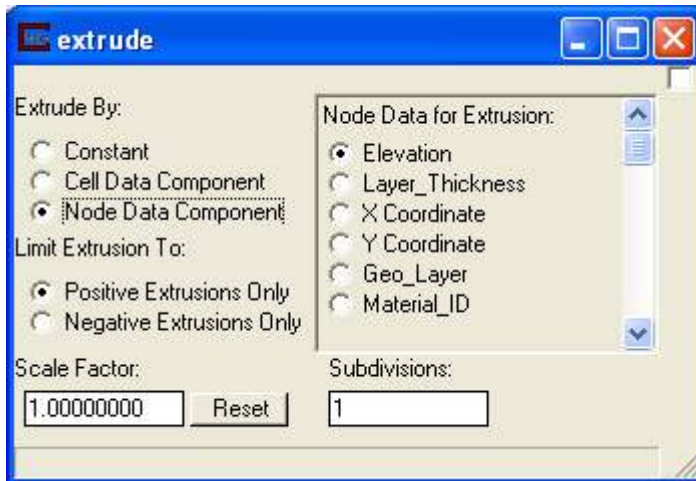 extrude
Extrude By:
Constant
Cell Data Component
Node Data Component
Limit Extrusion To:
Positive Extrusions Only
Negative Extrusions Only
Node Data for Extrusion:
Elevation
Layer_Thickness
X Coordinate
Y Coordinate
Geo_Layer
Material_ID
Scale Factor:
1.00000000
Reset
Subdivisions:
1